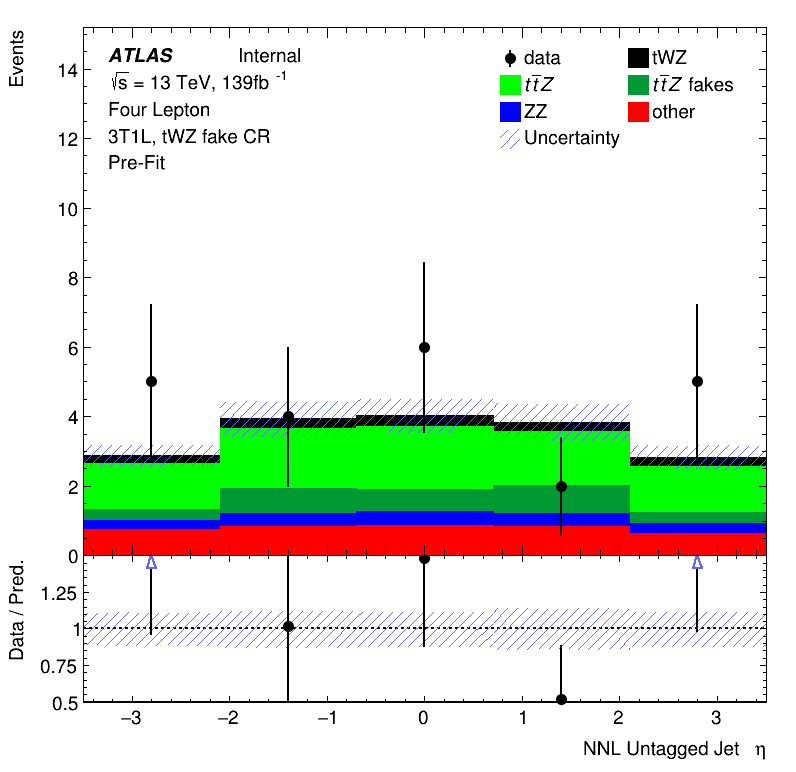 Events
14
12
10
8
6
4
2
0
ATLAS Internal
√s = 13 TeV, 139fb -1
Four Lepton
3T1L, tWZ fake CR
Pre-Fit
data
tWZ
tt̄Z
tt̄Z fakes
ZZ
other
Uncertainty
Data / Pred.
1.25
1
0.75
0.5
−3 −2 −1 0 1 2 3
NNL Untagged Jet η